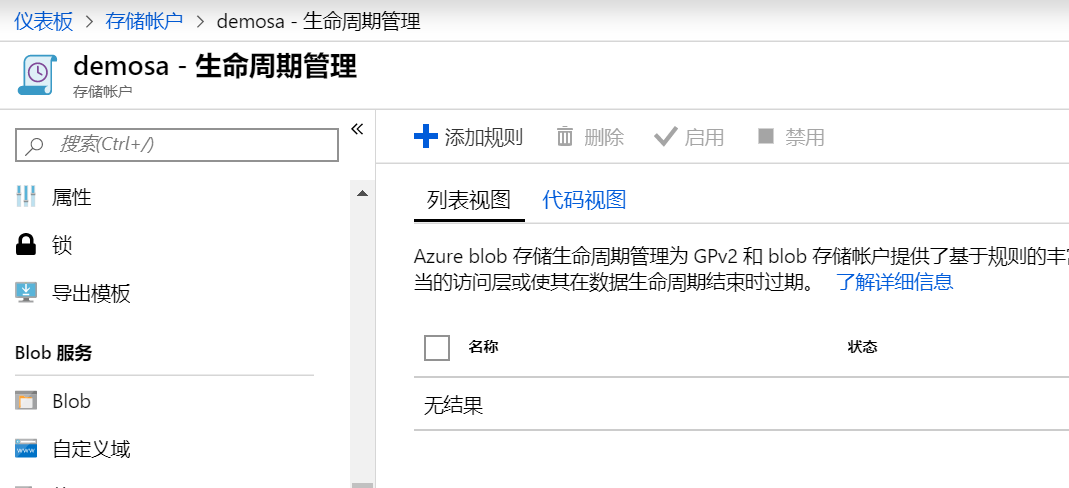 仪表板 > 存储帐户 > demosa - 生命周期管理
demosa - 生命周期管理
存储帐户
搜索(Ctrl+/)
«
属性
锁
导出模板
Blob 服务
Blob
自定义域
添加规则 删除 启用 禁用
列表视图 代码视图
Azure blob 存储生命周期管理为 GPv2 和 blob 存储帐户提供了基于规则的丰
当的访问层或使其在数据生命周期结束时过期。 了解详细信息
名称 状态
无结果